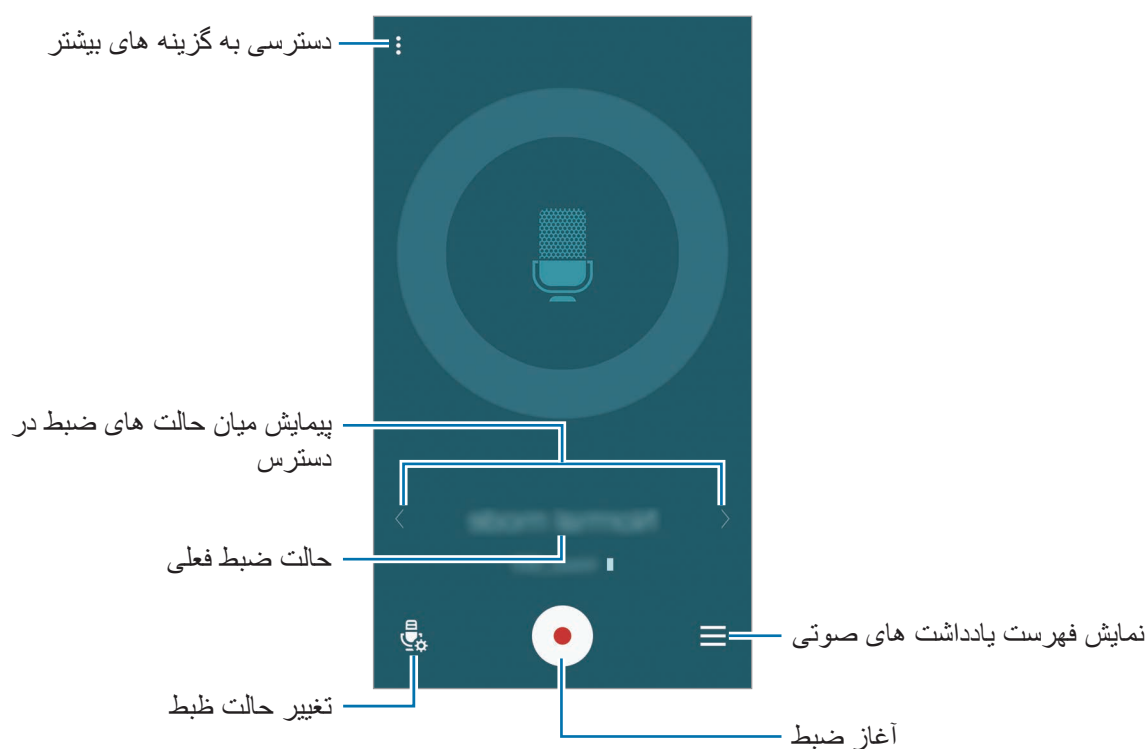 دسترسی به گزینه های بیشتر
پیمایش میان حالت های ضبط در
دسترس
حالت ضبط فعلی
نمایش فهرست یادداشت های صوتی
تغییر حالت ظبط
آغاز ضبط